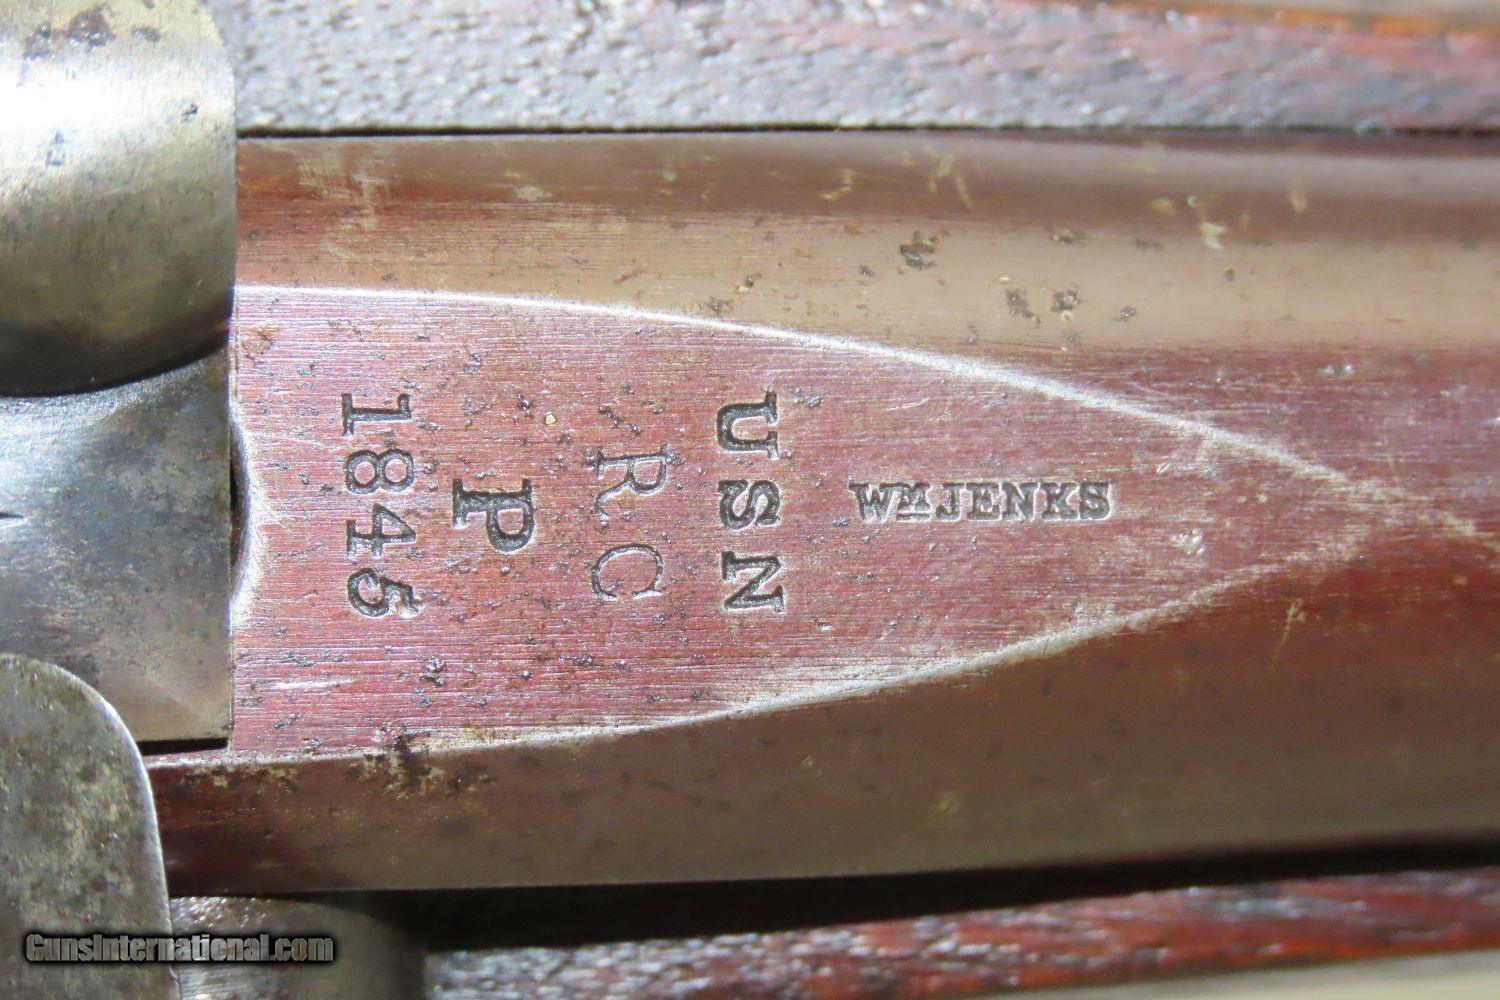 WM JENKS
USN
RC
P
1845
GunsInternational.com